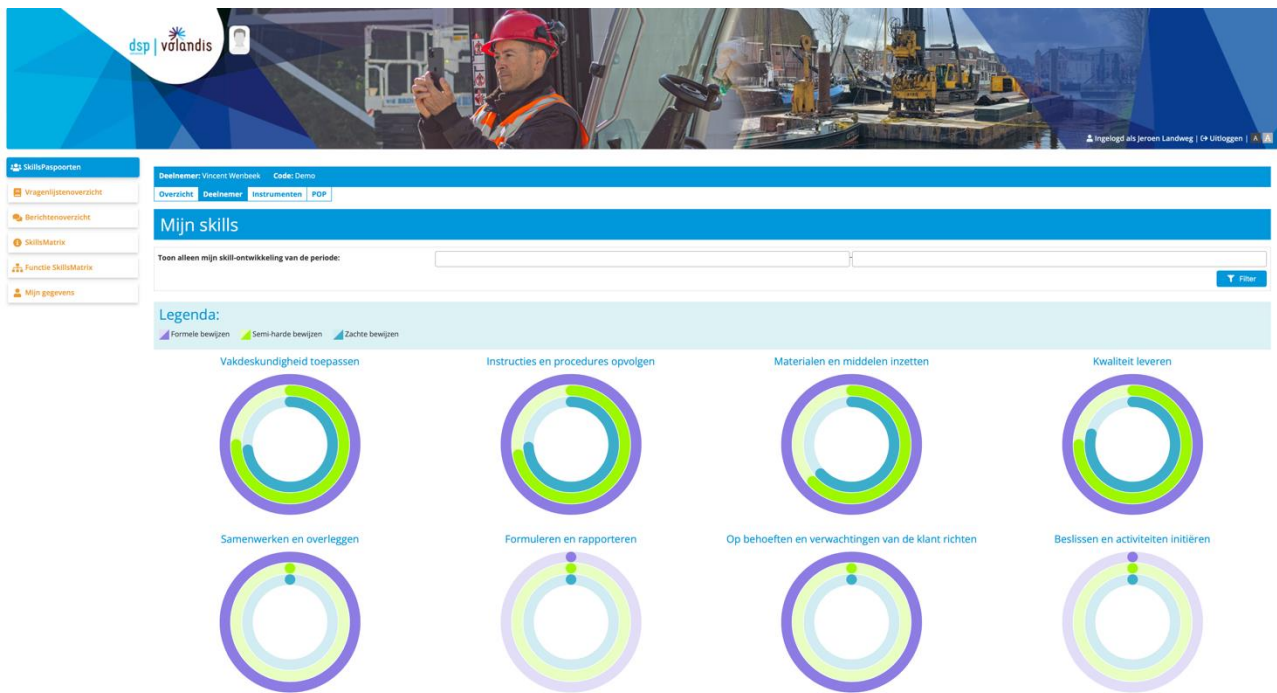 dsp | volandis
Ingelogd als Jeroen Landweg | Uitloggen | A A
SkillsPaspoorten
Vragenlijstenoverzicht
Berichtenoverzicht
SkillsMatrix
Functie SkillsMatrix
Mijn gegevens
Deelnemer: Vincent Wenbeek Code: Demo
Overzicht Deelnemer Instrumenten POP
Mijn skills
Toon alleen mijn skill-ontwikkeling van de periode: -
Filter
Legenda:
Formele bewijzen Semi-harde bewijzen Zachte bewijzen
Vakdeskundigheid toepassen Instructies en procedures opvolgen Materialen en middelen inzetten Kwaliteit leveren
Samenwerken en overleggen Formuleren en rapporteren Op behoeften en verwachtingen van de klant richten Beslissen en activiteiten initiëren